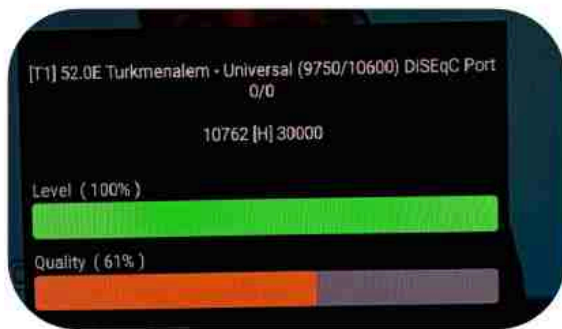 [T1] 52.0E Turkmenalem - Universal (9750/10600) DiSEqC Port
0/0
10762 [H] 30000
Level ( 100% )
Quality ( 61% )